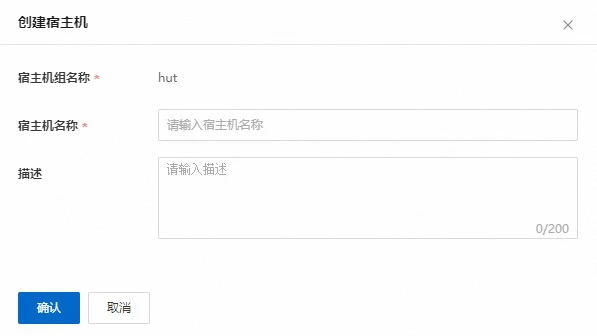 创建宿主机
宿主机组名称 * hut
宿主机名称 * 请输入宿主机名称
描述 请输入描述
0/200
确认 取消